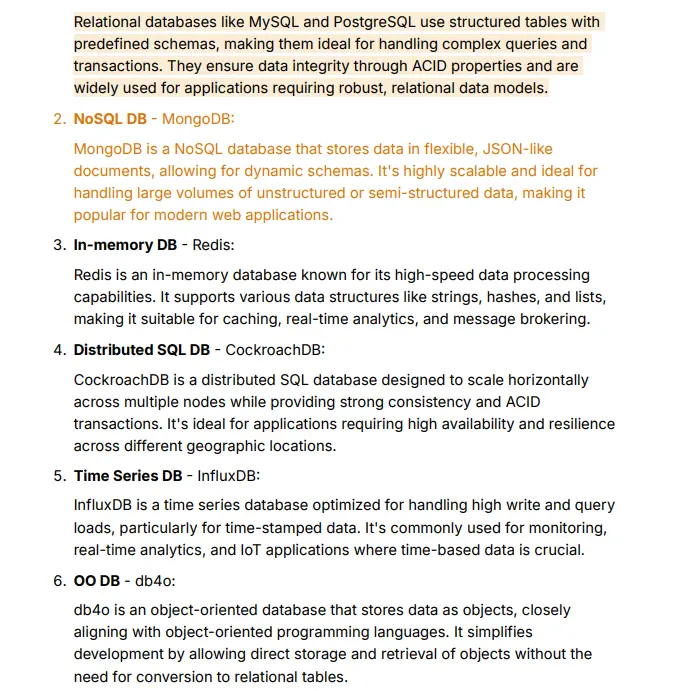 Relational databases like MySQL and PostgreSQL use structured tables with
predefined schemas, making them ideal for handling complex queries and
transactions. They ensure data integrity through ACID properties and are
widely used for applications requiring robust, relational data models.
2. NoSQL DB - MongoDB:
MongoDB is a NoSQL database that stores data in flexible, JSON-like
documents, allowing for dynamic schemas. It's highly scalable and ideal for
handling large volumes of unstructured or semi-structured data, making it
popular for modern web applications.
3. In-memory DB - Redis:
Redis is an in-memory database known for its high-speed data processing
capabilities. It supports various data structures like strings, hashes, and lists,
making it suitable for caching, real-time analytics, and message brokering.
4. Distributed SQL DB - CockroachDB:
CockroachDB is a distributed SQL database designed to scale horizontally
across multiple nodes while providing strong consistency and ACID
transactions. It's ideal for applications requiring high availability and resilience
across different geographic locations.
5. Time Series DB - InfluxDB:
InfluxDB is a time series database optimized for handling high write and query
loads, particularly for time-stamped data. It's commonly used for monitoring,
real-time analytics, and IoT applications where time-based data is crucial.
6. OO DB - db4o:
db4o is an object-oriented database that stores data as objects, closely
aligning with object-oriented programming languages. It simplifies
development by allowing direct storage and retrieval of objects without the
need for conversion to relational tables.